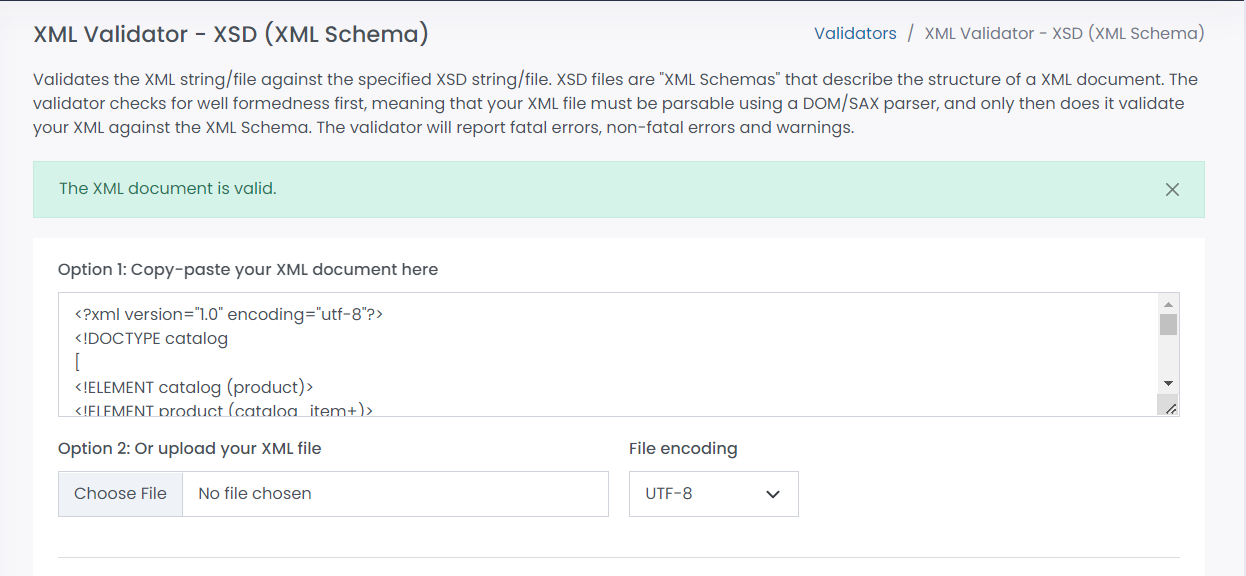 XML Validator - XSD (XML Schema)
Validators / XML Validator - XSD (XML Schema)
Validates the XML string/file against the specified XSD string/file. XSD files are "XML Schemas" that describe the structure of a XML document. The
validator checks for well formedness first, meaning that your XML file must be parsable using a DOM/SAX parser, and only then does it validate
your XML against the XML Schema. The validator will report fatal errors, non-fatal errors and warnings.
The XML document is valid.
Option 1: Copy-paste your XML document here
<?xml version="1.0" encoding="utf-8"?>
<!DOCTYPE catalog
[
<!ELEMENT catalog (product)>
<!ELEMENT product (catalog_item+)>
Option 2: Or upload your XML file
File encoding
Choose File No file chosen
UTF-8